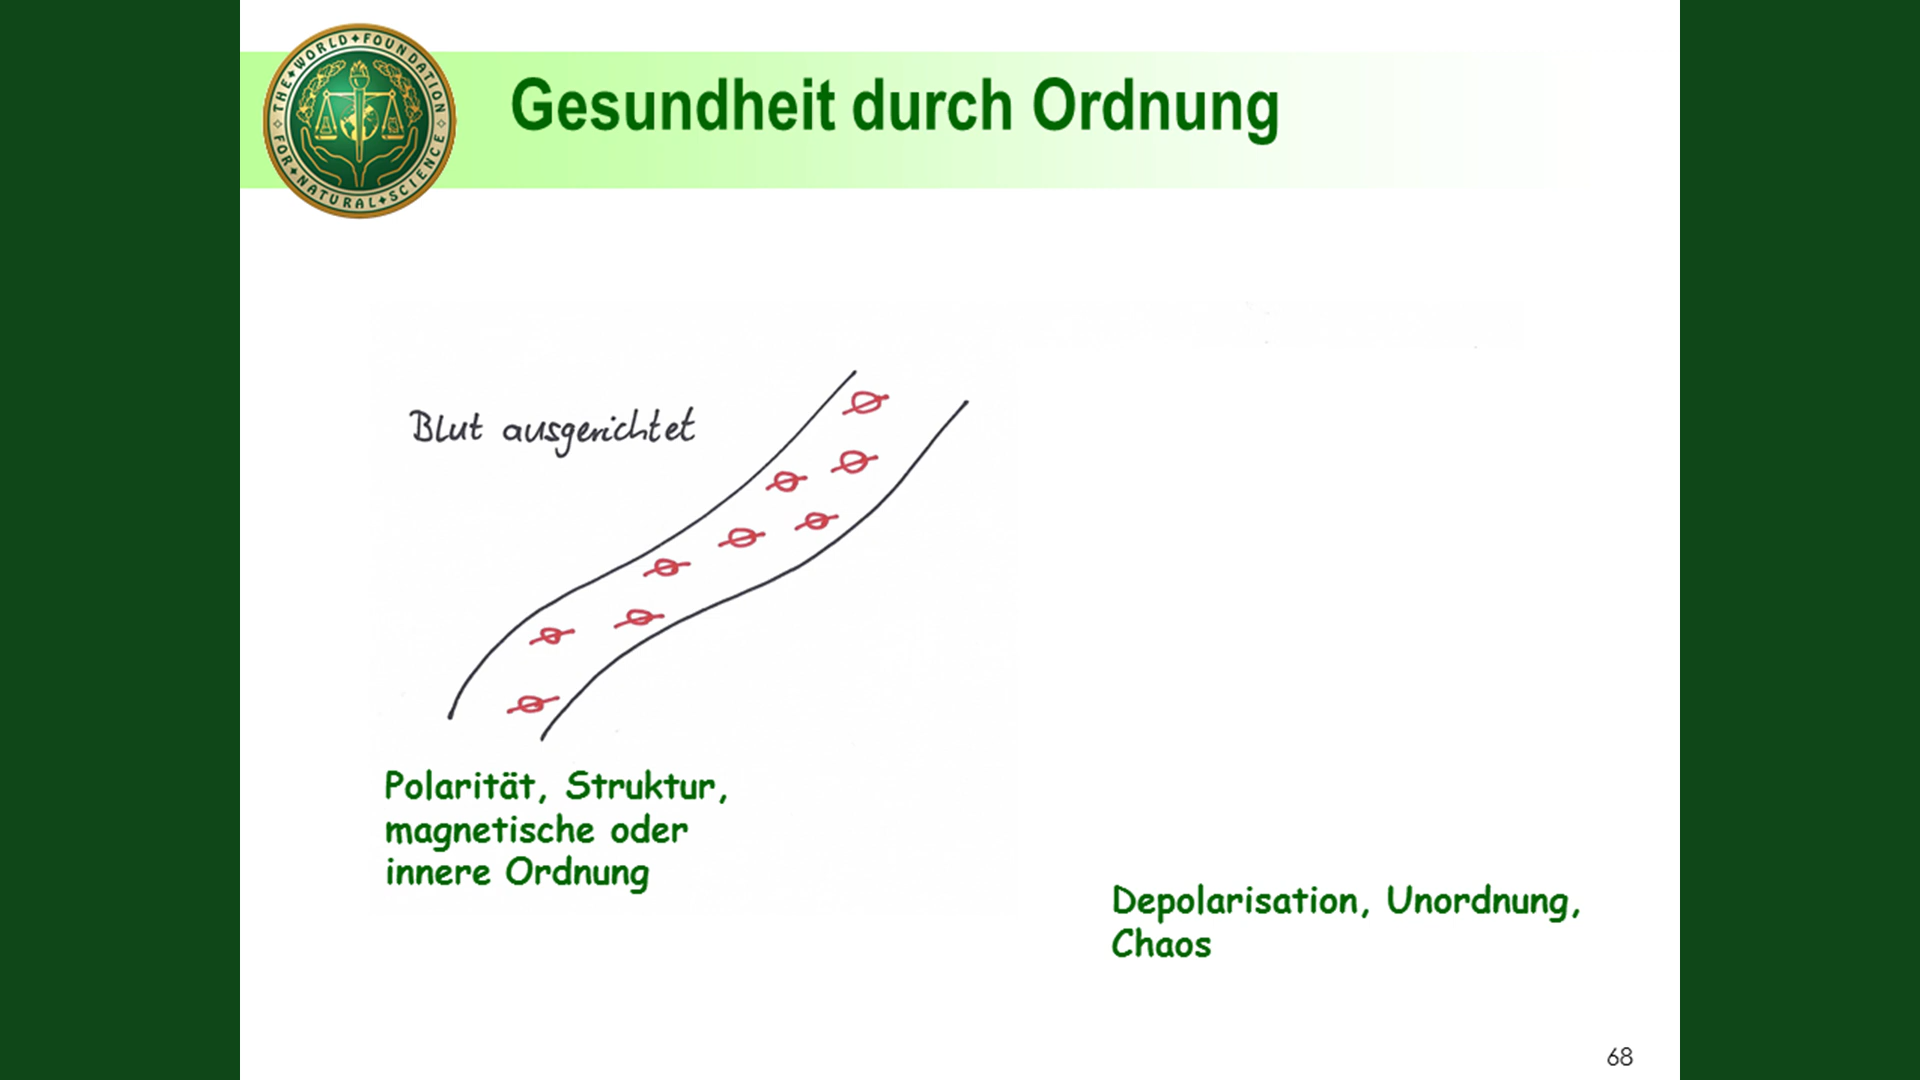 THE WORLD FOUNDATION FOR NATURAL SCIENCE
Gesundheit durch Ordnung
Blut ausgerichtet
Polarität, Struktur,
magnetische oder
innere Ordnung
Depolarisation, Unordnung,
Chaos
68